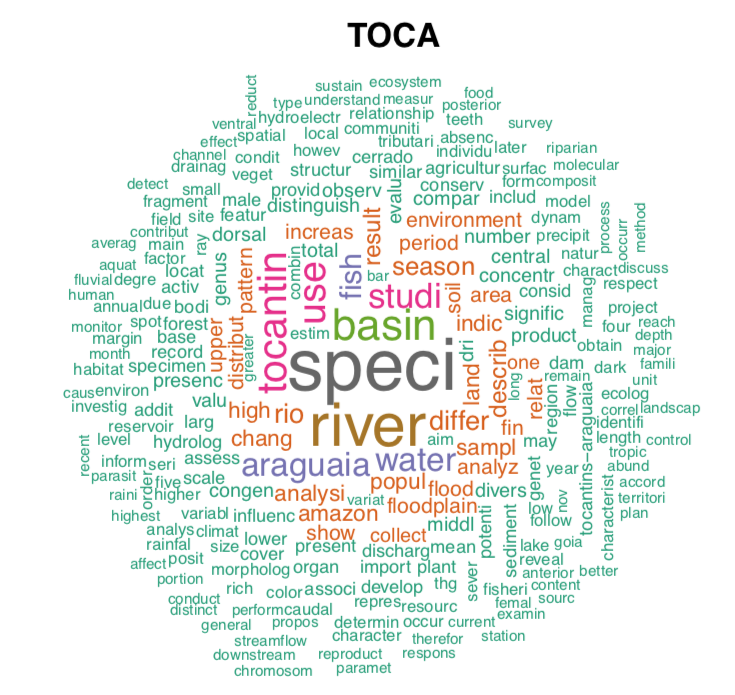 TOCA
sustain ecosystem
reduct type understand measur food
posterior
ventral hydroelectr relationship teeth survey
effect spatial local communiti
tributari absenc
channel condit howev cerrado individu later riparian
drainag veget structur similar agricultur surfac molecular
detect small provid observ evalu conserv form composit
fragment male distinguish result compar includ model
field site featur environment dynam
contribut ray dorsal increas period number precipit process occurr method
averag main
factor genus pattern total fish season central natur
aquat locat combin bar concentr charact discuss
fluvial degre activ tocantin use studi soil area consid manag respect
human
annual due bodi signific project
monitor spot forest upper distribut estim basin indic product four reach
margin base greater dri obtain depth
month record speci describ one dam dark major
habitat specimen land long remain famili
presenc relat region flow unit
caus environ valu ecolog
investig addit high rio river differ fin correl landscap
reservoir larg identifi
level hydrolog chang aim sampl may length control
recent inform seri assess araguaia water analyz genet year tocantins−araguaia tropic
parasit five scale abund
order congen analysi popul flood divers accord
raini higher variat floodplain low nov characterist territori
highest variabl influenc amazon middl potenti sediment follow plan
analys climat show collect
rainfal lower lake goia
size cover present discharg mean reveal
affect posit morpholog organ import plant anterior better
portion sever fisheri content
rich color associ develop thg sourc
conduct repres resourc femal
distinct perform caudal examin
general propos determin occur current
streamflow character therefor station
downstream reproduct respons
chromosom paramet